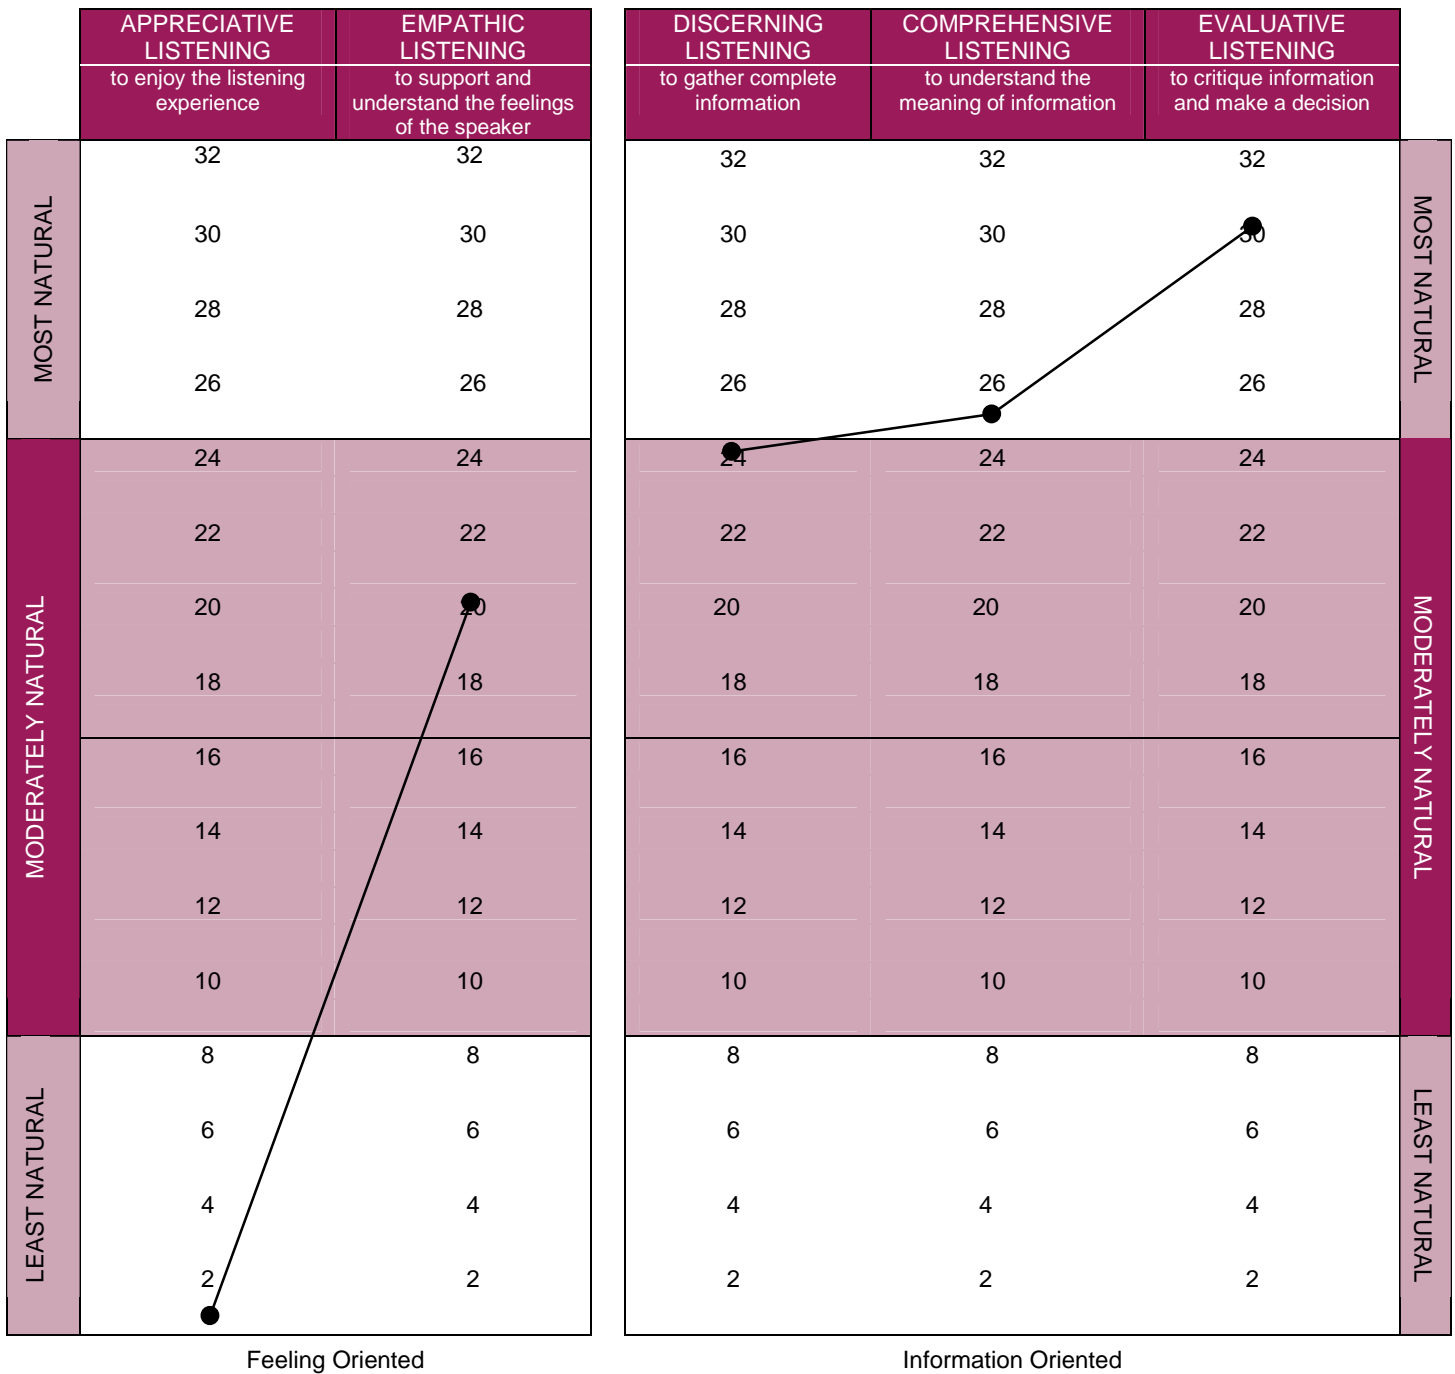 APPRECIATIVE LISTENING
to enjoy the listening experience
EMPATHIC LISTENING
to support and understand the feelings of the speaker
DISCERNING LISTENING
to gather complete information
COMPREHENSIVE LISTENING
to understand the meaning of information
EVALUATIVE LISTENING
to critique information and make a decision
MOST NATURAL
32 32 32 32 32
30 30 30 30 30
28 28 28 28 28
26 26 26 26 26
MOST NATURAL
MODERATELY NATURAL
24 24 24 24 24
22 22 22 22 22
20 20 20 20 20
18 18 18 18 18
16 16 16 16 16
14 14 14 14 14
12 12 12 12 12
10 10 10 10 10
MODERATELY NATURAL
LEAST NATURAL
8 8 8 8 8
6 6 6 6 6
4 4 4 4 4
2 2 2 2 2
LEAST NATURAL
Feeling Oriented
Information Oriented